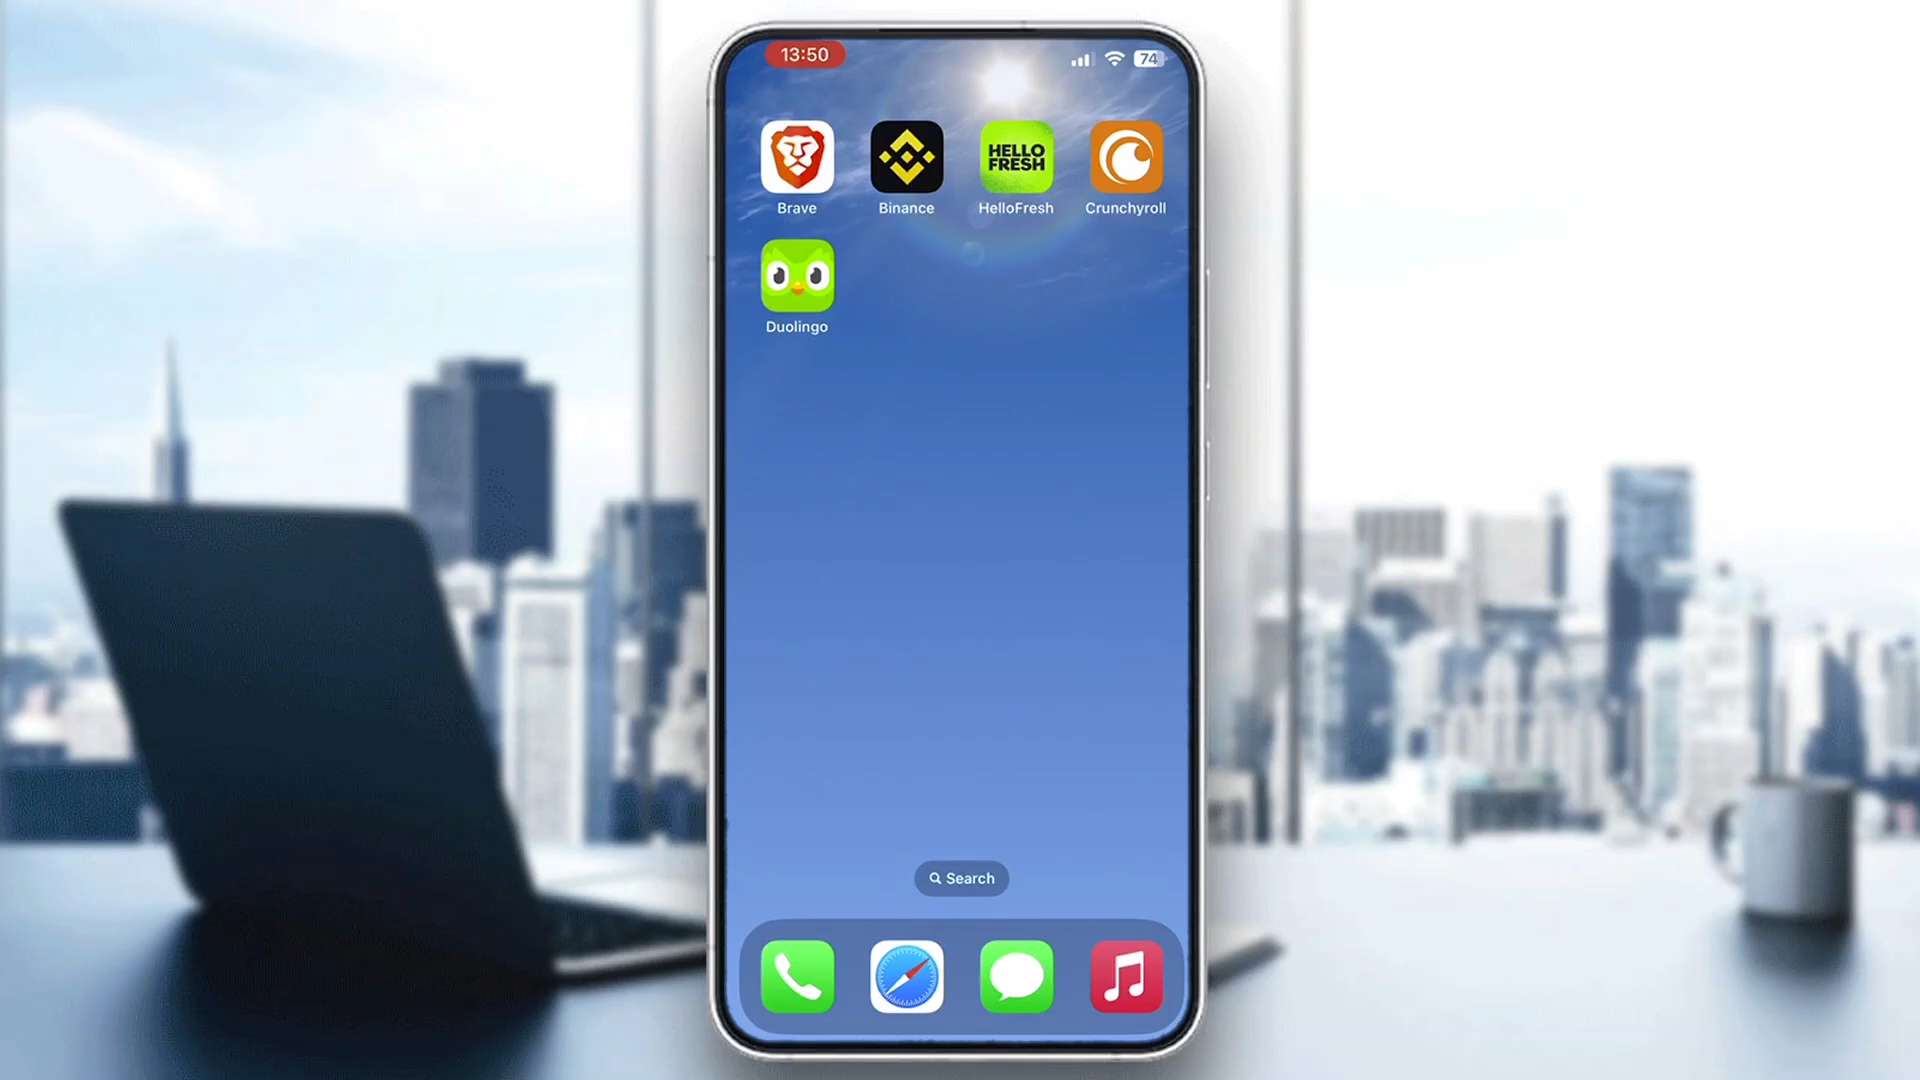 13:50
74
HELLO
FRESH
Brave
Binance
HelloFresh
Crunchyroll
Duolingo
Search